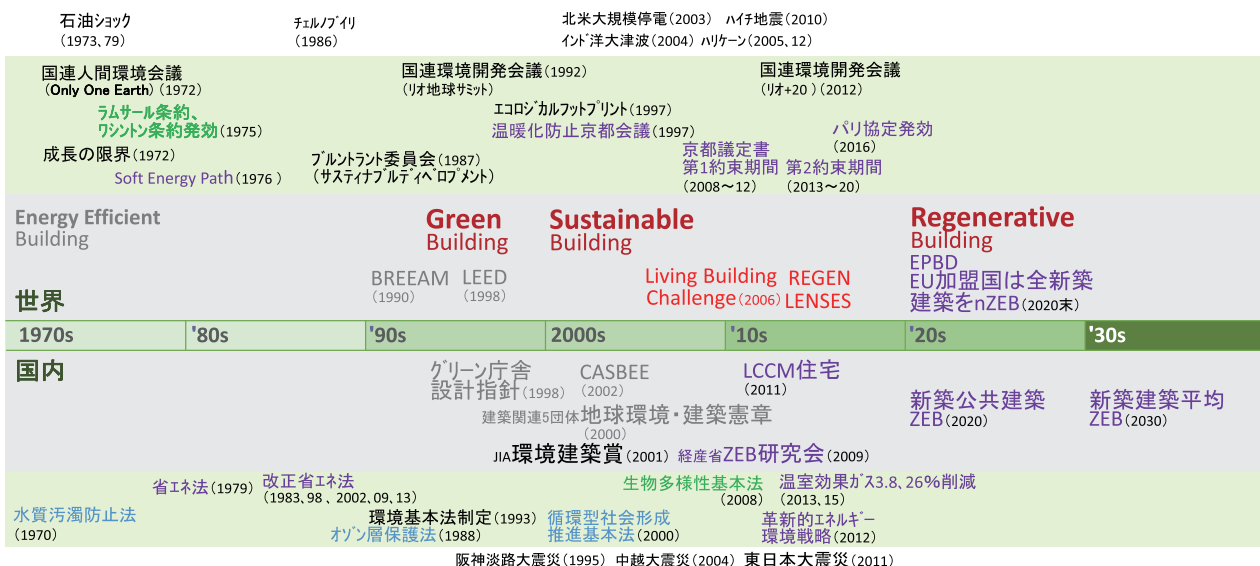 石油ショック
(1973、79)
ﾁｪﾙﾉﾌﾞｲﾘ
(1986)
北米大規模停電(2003) ﾊｲﾁ地震(2010)
ｲﾝﾄﾞ洋大津波(2004) ﾊﾘｹｰﾝ(2005、12)
国連人間環境会議
(Only One Earth) (1972)
国連環境開発会議(1992)
(ﾘｵ地球ｻﾐｯﾄ)
国連環境開発会議
(ﾘｵ+20 ) (2012)
ﾗﾑｻｰﾙ条約、
ﾜｼﾝﾄﾝ条約発効(1975)
ｴｺﾛｼﾞｶﾙﾌｯﾄﾌﾟﾘﾝﾄ(1997)
温暖化防止京都会議(1997)
パリ協定発効
(2016)
成長の限界(1972)
Soft Energy Path(1976 )
ﾌﾞﾙﾝﾄﾗﾝﾄ委員会(1987)
(ｻｽﾃｨﾅﾌﾞﾙﾃﾞｨﾍﾞﾛﾌﾟﾒﾝﾄ)
京都議定書
第1約束期間
(2008～12)
第2約束期間
(2013～20)
Energy Efficient
Building
Green
Building
Sustainable
Building
Regenerative
Building
BREEAM
(1990)
LEED
(1998)
Living Building
Challenge(2006)
REGEN
LENSES
EPBD
EU加盟国は全新築
建築をnZEB(2020末)
世界
1970s
'80s
'90s
2000s
'10s
'20s
'30s
国内
ｸﾞﾘｰﾝ庁舎
設計指針(1998)
CASBEE
(2002)
LCCM住宅
(2011)
建築関連5団体地球環境・建築憲章
(2000)
新築公共建築
ZEB(2020)
新築建築平均
ZEB(2030)
JIA環境建築賞(2001) 経産省ZEB研究会(2009)
省エネ法(1979)
改正省エネ法
(1983,98 、2002,09,13)
生物多様性基本法
(2008)
温室効果ｶﾞｽ3.8、26%削減
(2013,15)
水質汚濁防止法
(1970)
環境基本法制定(1993)
ｵｿﾞﾝ層保護法(1988)
循環型社会形成
推進基本法(2000)
革新的ｴﾈﾙｷﾞｰ
環境戦略(2012)
阪神淡路大震災(1995) 中越大震災(2004) 東日本大震災(2011)